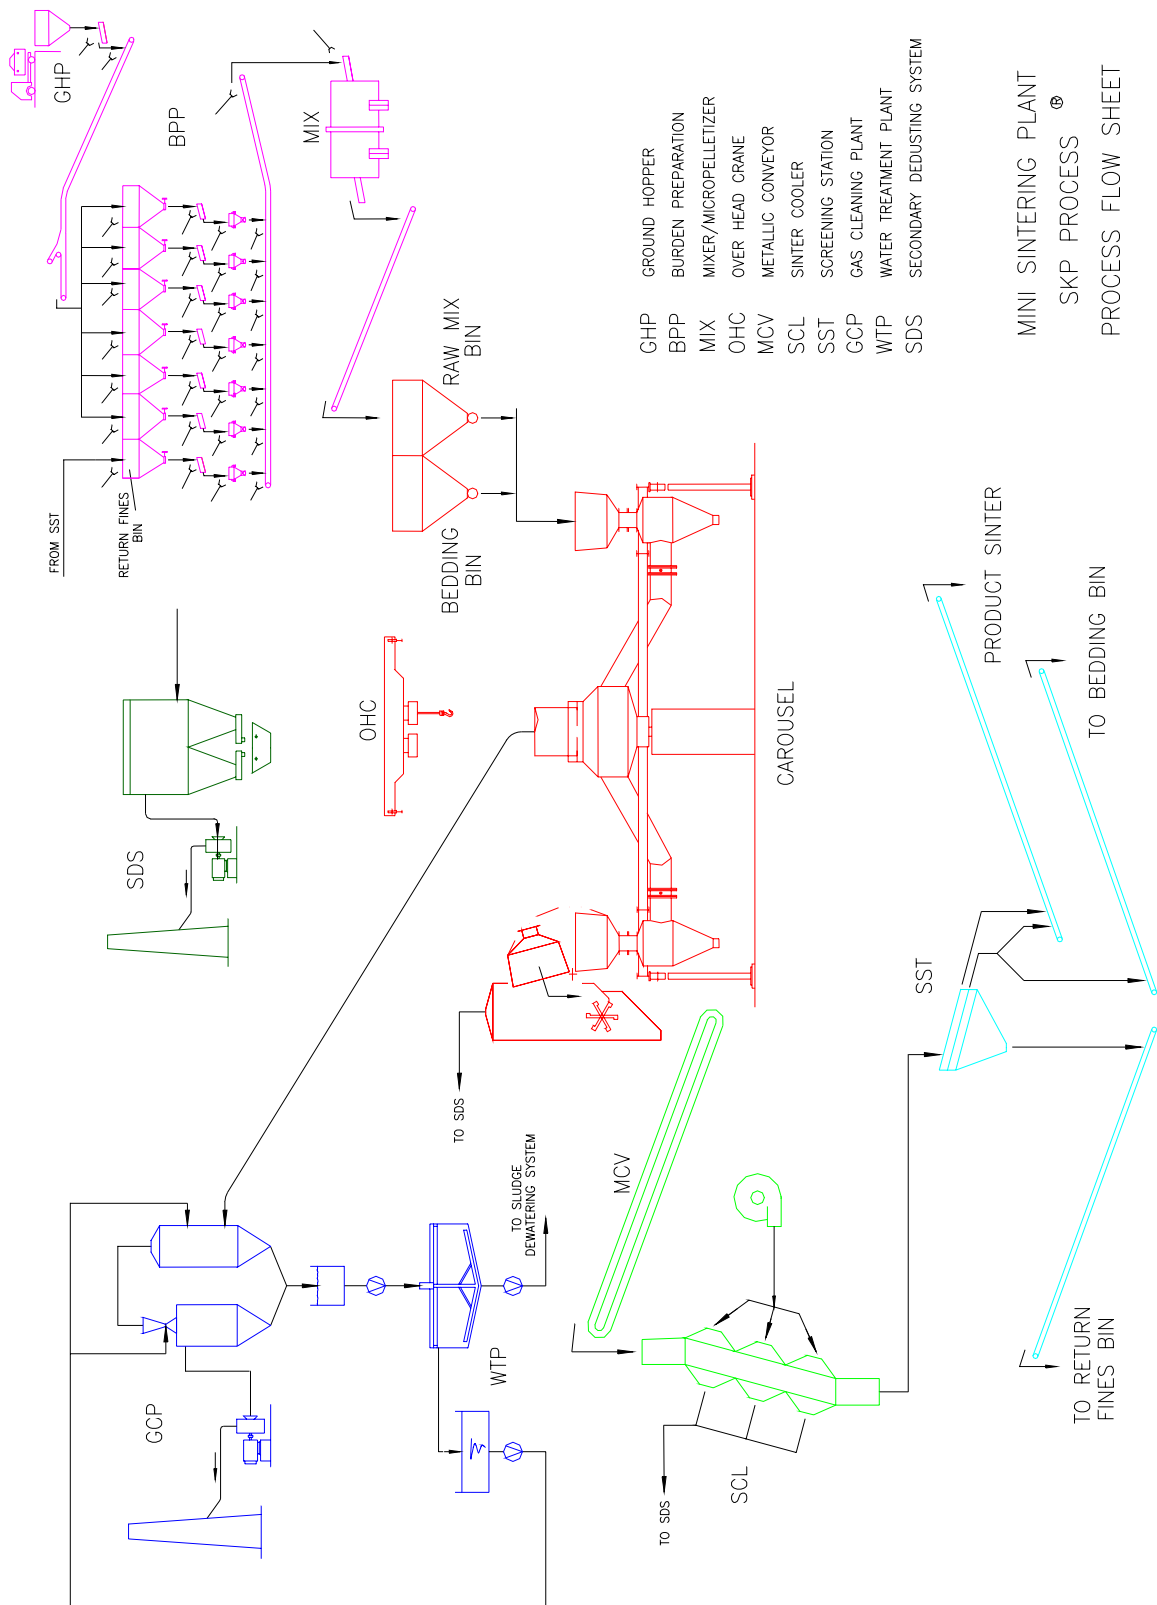 GHP
BPP
MIX
FROM SST
RETURN FINES
BIN
RAW MIX
BIN
BEDDING
BIN
SDS
OHC
CAROUSEL
GCP
WTP
TO SLUDGE
DEWATERING SYSTEM
TO SDS
MCV
SCL
TO SDS
SST
PRODUCT SINTER
TO BEDDING BIN
TO RETURN
FINES BIN
GHP GROUND HOPPER
BPP BURDEN PREPARATION
MIX MIXER/MICROPELLETIZER
OHC OVER HEAD CRANE
MCV METALLIC CONVEYOR
SCL SINTER COOLER
SST SCREENING STATION
GCP GAS CLEANING PLANT
WTP WATER TREATMENT PLANT
SDS SECONDARY DEDUSTING SYSTEM
MINI SINTERING PLANT
SKP PROCESS ®
PROCESS FLOW SHEET